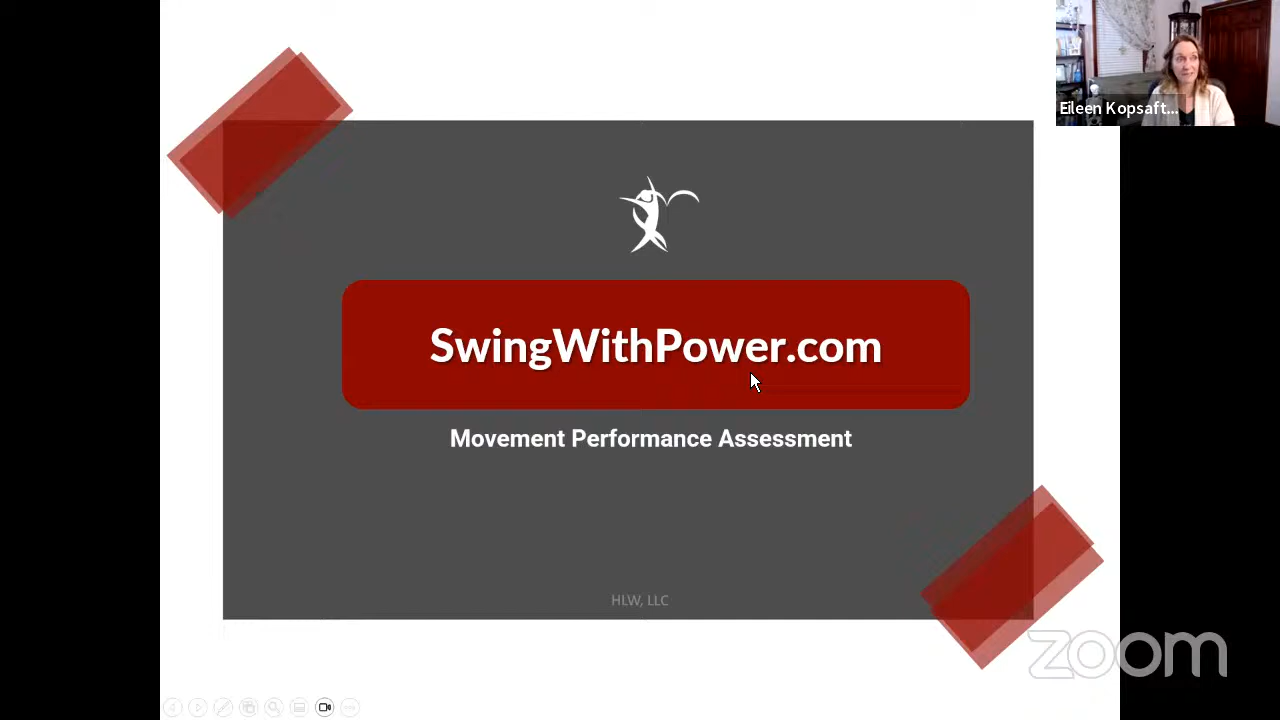 Eileen Kopsaft...
SwingWithPower.com
Movement Performance Assessment
HLW, LLC
zoom